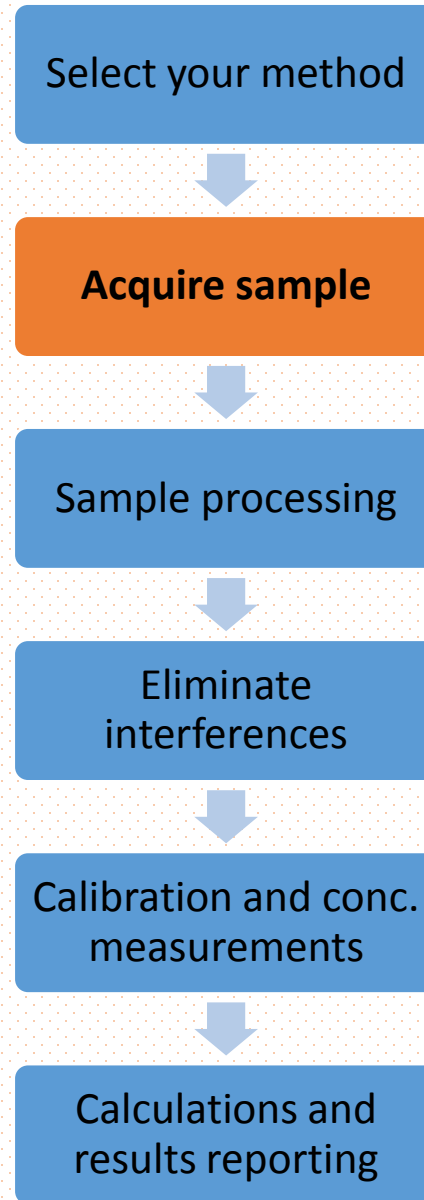 Select your method
Acquire sample
Sample processing
Eliminate
interferences
Calibration and conc.
measurements
Calculations and
results reporting